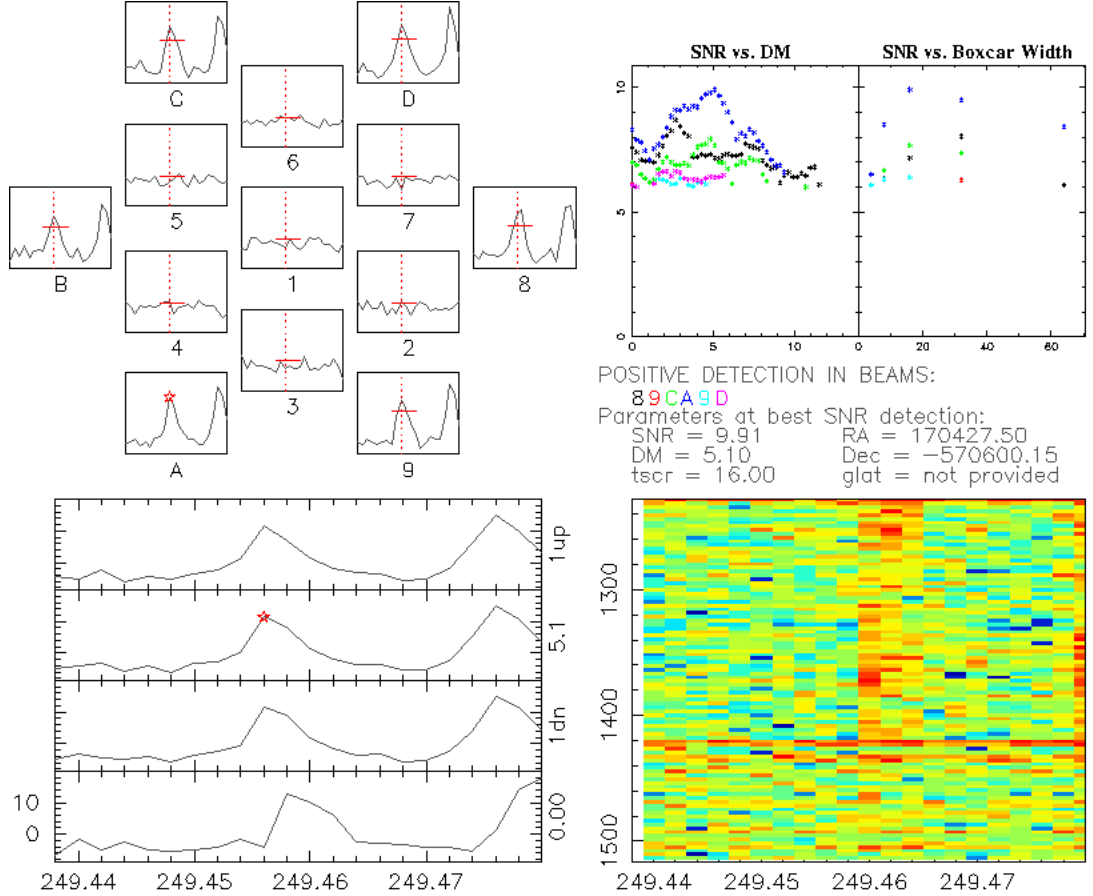 C
D
6
5
7
B
1
8
4
2
3
A
9
SNR vs. DM
SNR vs. Boxcar Width
10
5
0
0 5 10 0 20 40 60
POSITIVE DETECTION IN BEAMS:
89CA9D
Parameters at best SNR detection:
SNR = 9.91 RA = 170427.50
DM = 5.10 Dec = −570600.15
tscr = 16.00 glat = not provided
1up
5.1
1dn
10
0
0.00
249.44 249.45 249.46 249.47
1300
1400
1500
249.44 249.45 249.46 249.47